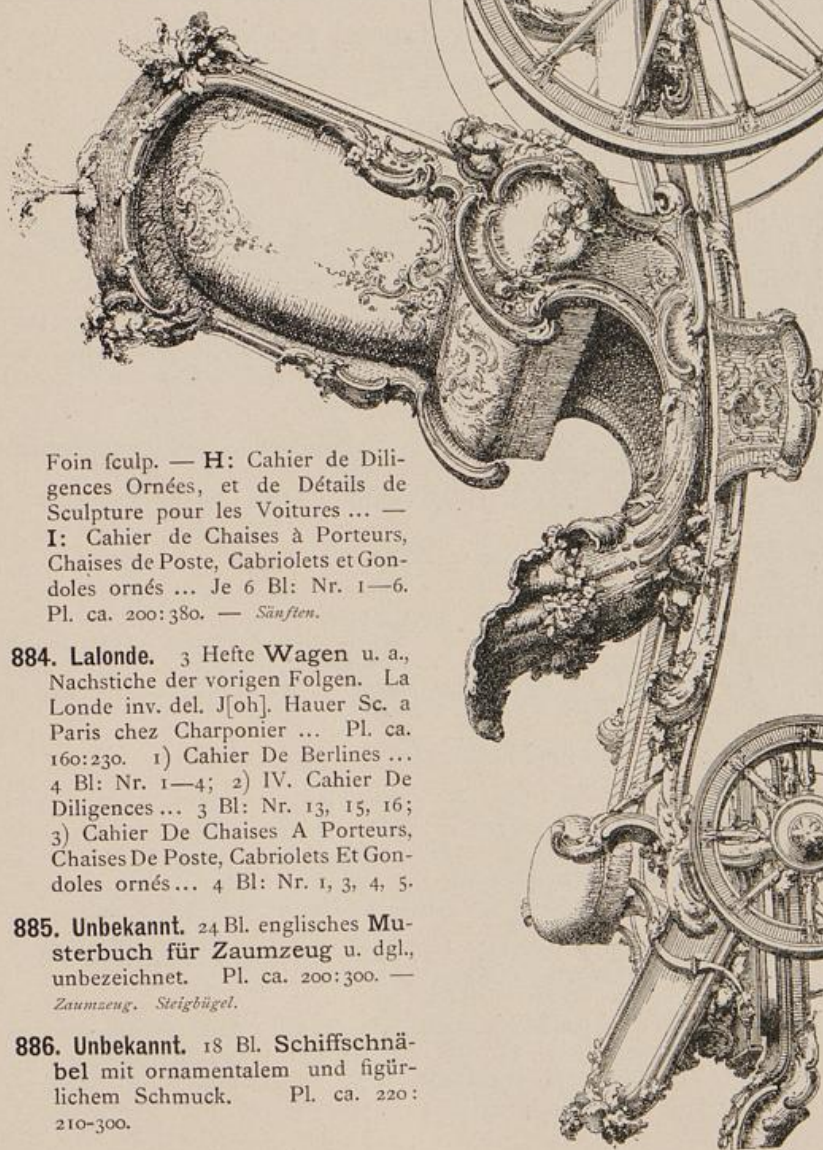 Foin ſculp. — H: Cahier de Dili-
gences Ornées, et de Détails de
Sculpture pour les Voitures ... —
I: Cahier de Chaises à Porteurs,
Chaises de Poste, Cabriolets et Gon-
doles ornés ... Je 6 Bl: Nr. 1—6.
Pl. ca. 200:380. — Sänften.
884. Lalonde. 3 Hefte Wagen u. a.,
Nachstiche der vorigen Folgen. La
Londe inv. del. J[oh]. Hauer Sc. a
Paris chez Charponier ... Pl. ca.
160:230. 1) Cahier De Berlines ...
4 Bl: Nr. 1—4; 2) IV. Cahier De
Diligences ... 3 Bl: Nr. 13, 15, 16;
3) Cahier De Chaises A Porteurs,
Chaises De Poste, Cabriolets Et Gon-
doles ornés ... 4 Bl: Nr. 1, 3, 4, 5.
885. Unbekannt. 24 Bl. englisches Mu-
sterbuch für Zaumzeug u. dgl.,
unbezeichnet. Pl. ca. 200:300. —
Zaumzeug. Steigbügel.
886. Unbekannt. 18 Bl. Schiffschnä-
bel mit ornamentalem und figür-
lichem Schmuck. Pl. ca. 220:
210-300.